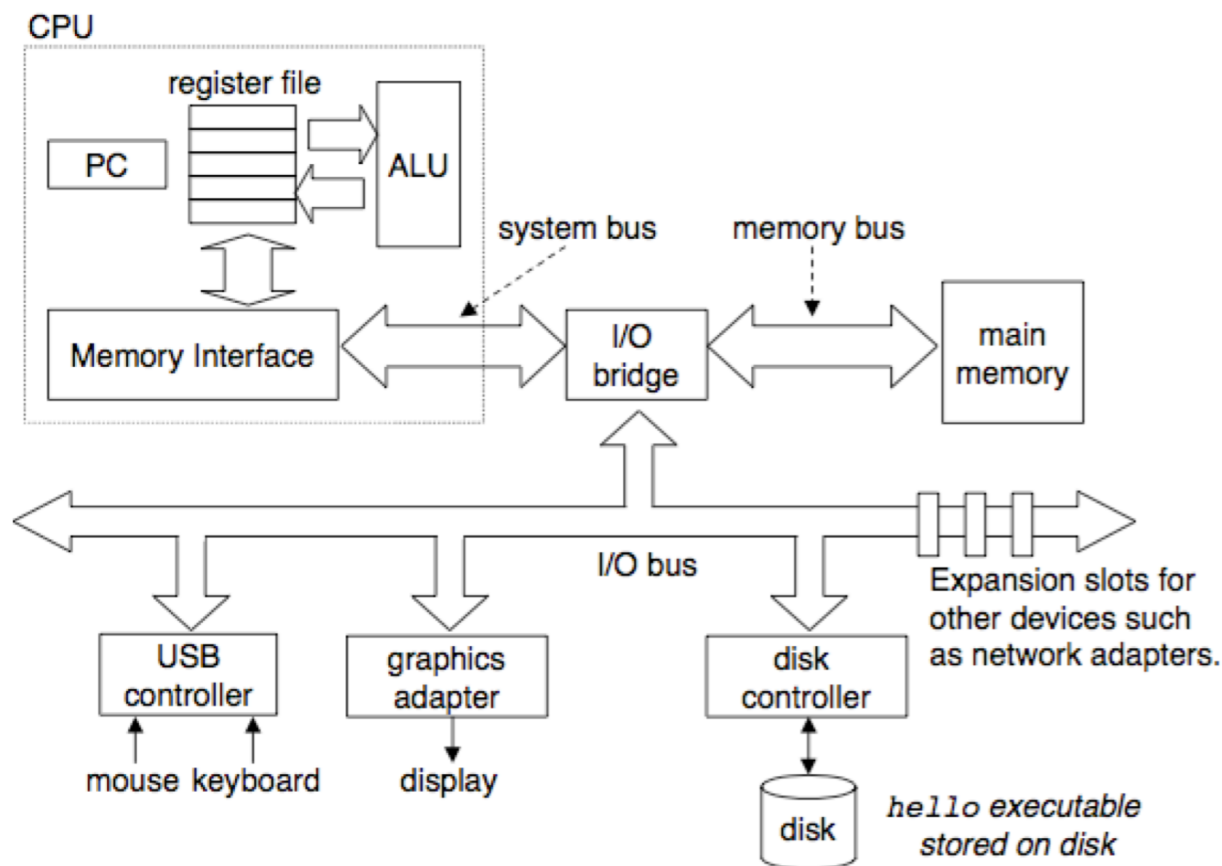 CPU
register file
PC
ALU
system bus
memory bus
Memory Interface
I/O
bridge
main
memory
I/O bus
Expansion slots for
other devices such
as network adapters.
USB
controller
graphics
adapter
disk
controller
mouse
keyboard
display
disk
hello executable
stored on disk